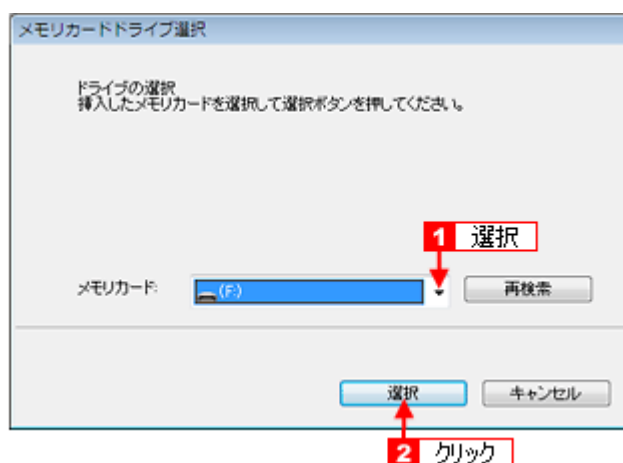 メモリカードドライブ選択
ドライブの選択
挿入したメモリカードを選択して選択ボタンを押してください。
1 選択
メモリカード: (F:) 再検索
選択 キャンセル
2 クリック